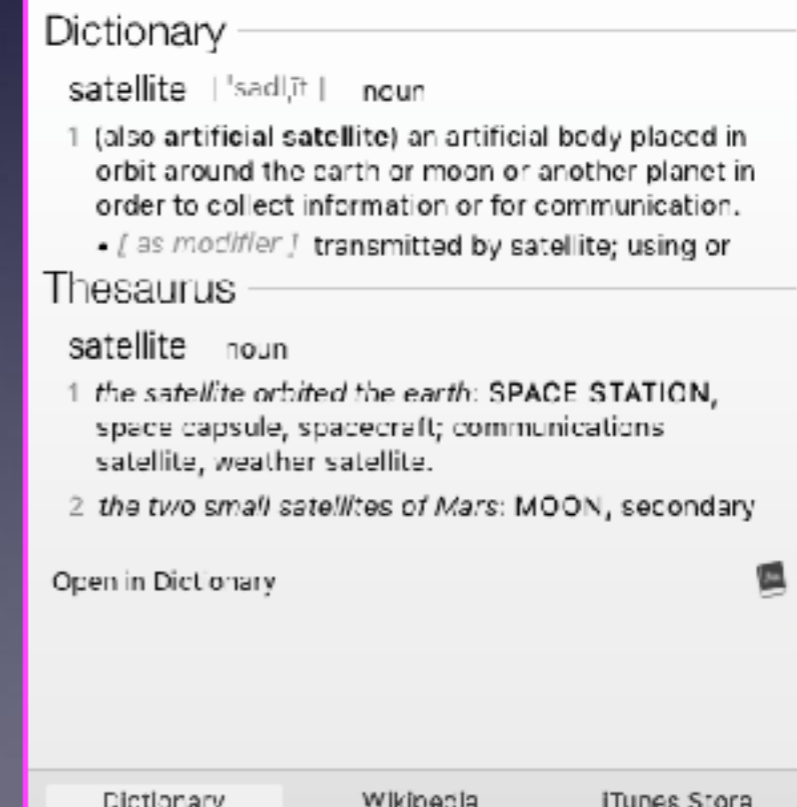 Dictionary
satellite | ˈsadlˌīt | noun
1 (also artificial satellite) an artificial body placed in
orbit around the earth or moon or another planet in
order to collect information or for communication.
• [ as modifier ] transmitted by satellite; using or
Thesaurus
satellite noun
1 the satellite orbited the earth: SPACE STATION,
space capsule, spacecraft; communications
satellite, weather satellite.
2 the two small satellites of Mars: MOON, secondary
Open in Dictionary
Dictionary Wikipedia iTunes Store